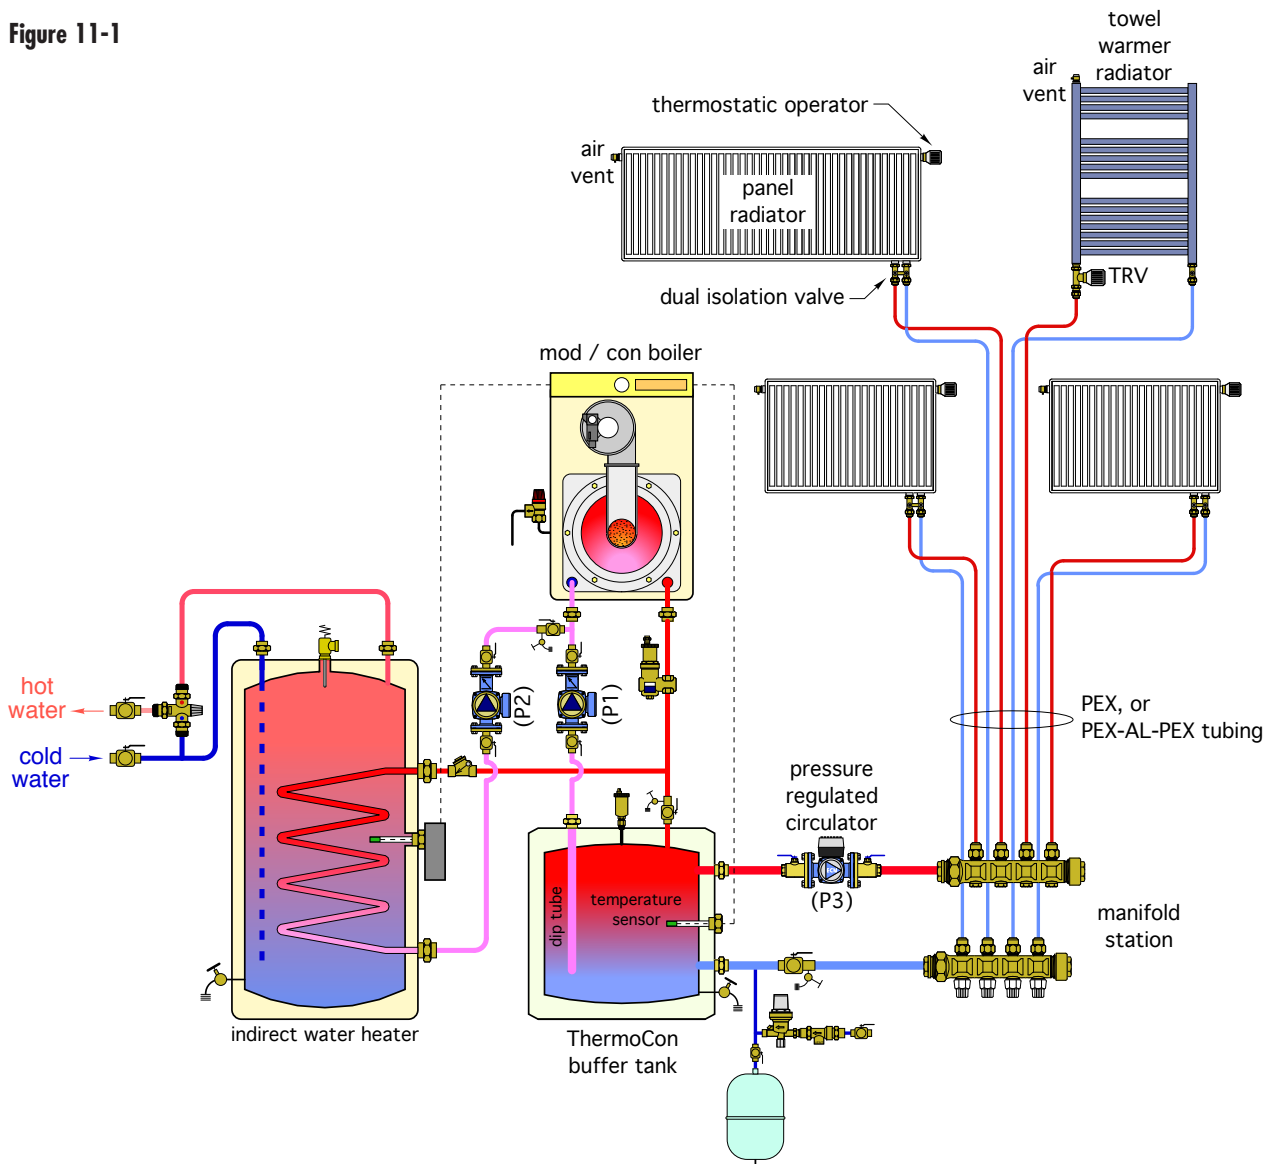 Figure 11-1
towel
warmer
radiator
air
vent
thermostatic operator
air
vent
panel
radiator
dual isolation valve
TRV
mod / con boiler
hot
water
cold
water
(P2)
(P1)
PEX, or
PEX-AL-PEX tubing
pressure
regulated
circulator
(P3)
dip tube
temperature
sensor
manifold
station
indirect water heater
ThermoCon
buffer tank